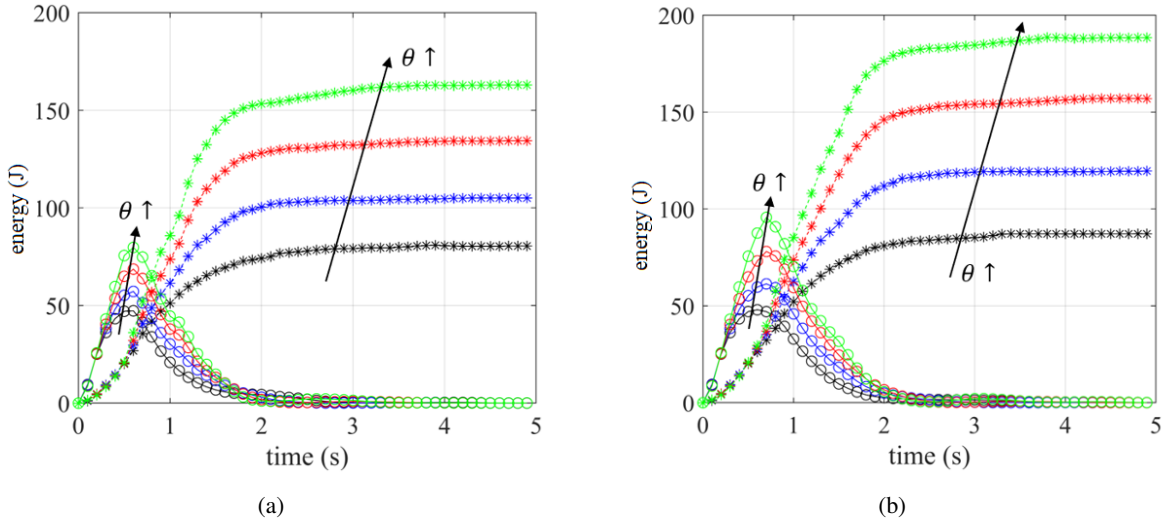 200
150
100
50
0
energy (J)
θ ↑
θ ↑
0 1 2 3 4 5
time (s)
(a)
200
150
100
50
0
energy (J)
θ ↑
θ ↑
0 1 2 3 4 5
time (s)
(b)